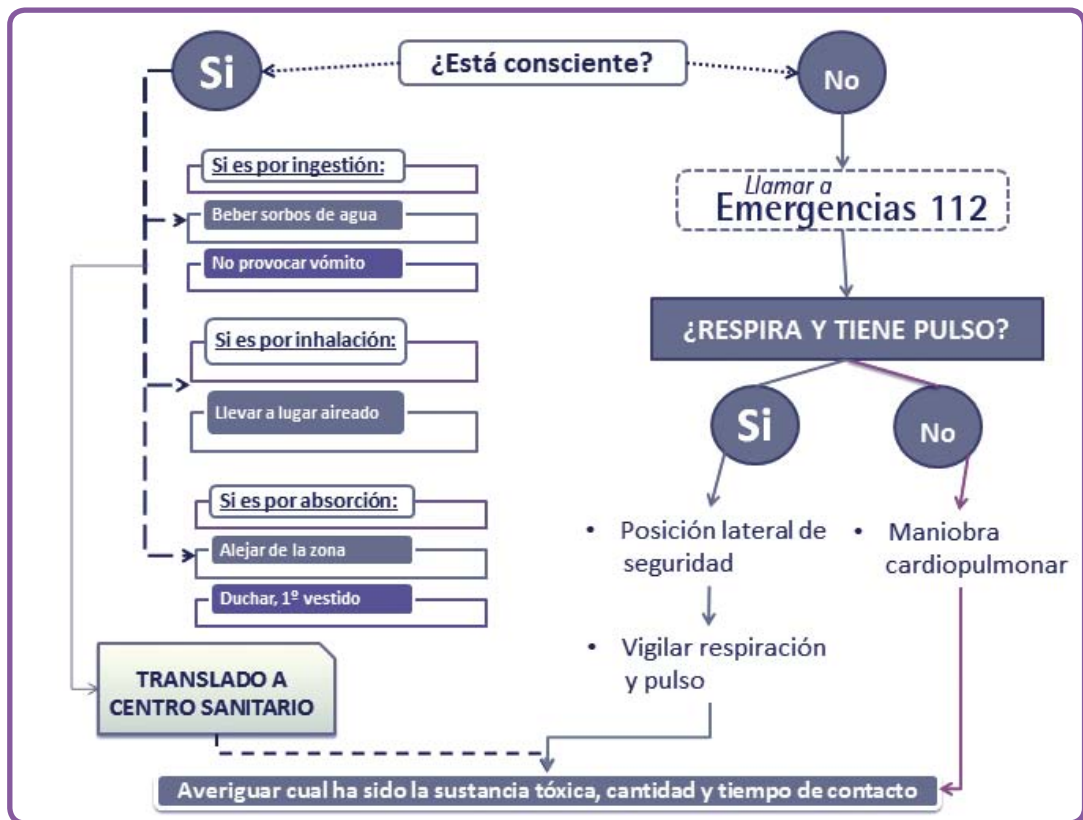 ¿Está consciente?
Si
No
Si es por ingestión:
Beber sorbos de agua
No provocar vómito
Si es por inhalación:
Llevar a lugar aireado
Si es por absorción:
Alejar de la zona
Duchar, 1º vestido
TRANSLADO A
CENTRO SANITARIO
Llamar a
Emergencias 112
¿RESPIRA Y TIENE PULSO?
Si
No
• Posición lateral de
seguridad
• Vigilar respiración
y pulso
• Maniobra
cardiopulmonar
Averiguar cual ha sido la sustancia tóxica, cantidad y tiempo de contacto